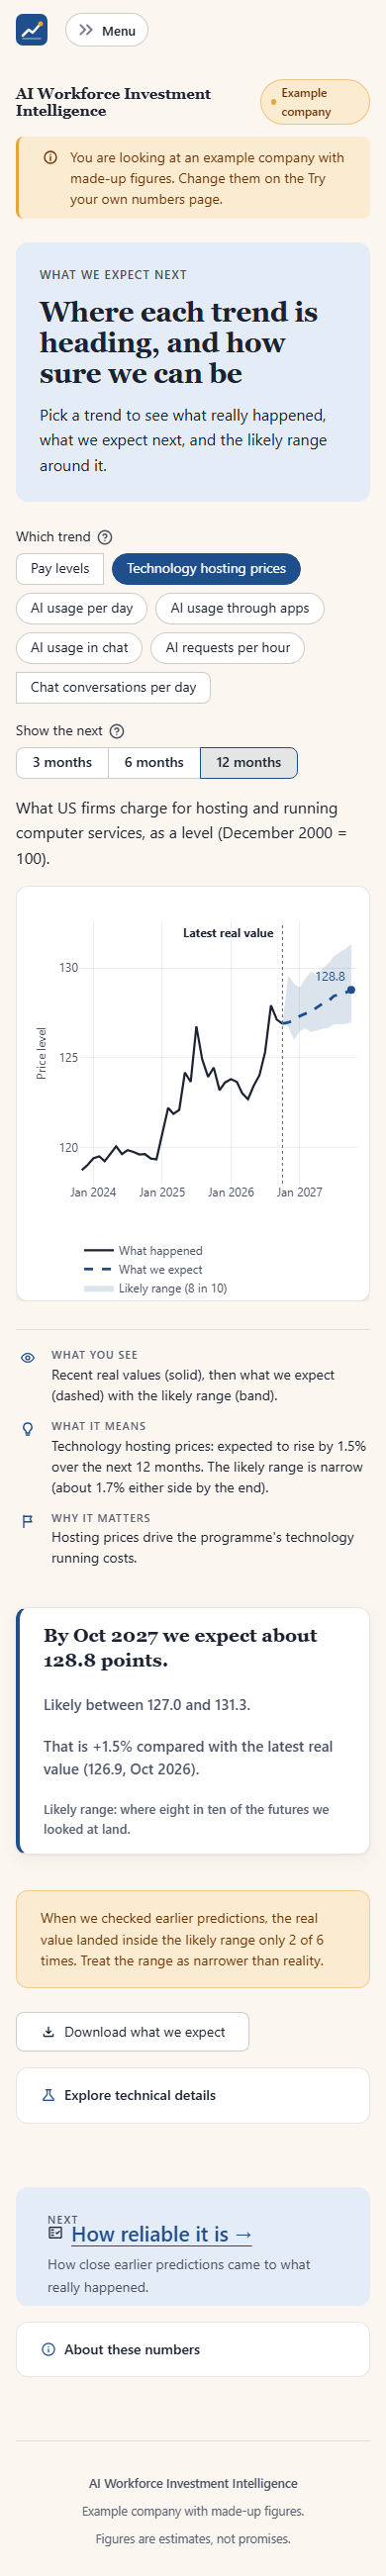 Menu
AI Workforce Investment
Intelligence
Example
company
You are looking at an example company with
made-up figures. Change them on the Try
your own numbers page.
WHAT WE EXPECT NEXT
Where each trend is
heading, and how
sure we can be
Pick a trend to see what really happened,
what we expect next, and the likely range
around it.
Which trend
Pay levels
Technology hosting prices
AI usage per day
AI usage through apps
AI usage in chat
AI requests per hour
Chat conversations per day
Show the next
3 months
6 months
12 months
What US firms charge for hosting and running
computer services, as a level (December 2000 =
100).
Latest real value
130
128.8
125
Price level
120
Jan 2024
Jan 2025
Jan 2026
Jan 2027
What happened
What we expect
Likely range (8 in 10)
WHAT YOU SEE
Recent real values (solid), then what we expect
(dashed) with the likely range (band).
WHAT IT MEANS
Technology hosting prices: expected to rise by 1.5%
over the next 12 months. The likely range is narrow
(about 1.7% either side by the end).
WHY IT MATTERS
Hosting prices drive the programme's technology
running costs.
By Oct 2027 we expect about
128.8 points.
Likely between 127.0 and 131.3.
That is +1.5% compared with the latest real
value (126.9, Oct 2026).
Likely range: where eight in ten of the futures we
looked at land.
When we checked earlier predictions, the real
value landed inside the likely range only 2 of 6
times. Treat the range as narrower than reality.
Download what we expect
Explore technical details
NEXT
How reliable it is →
How close earlier predictions came to what
really happened.
About these numbers
AI Workforce Investment Intelligence
Example company with made-up figures.
Figures are estimates, not promises.